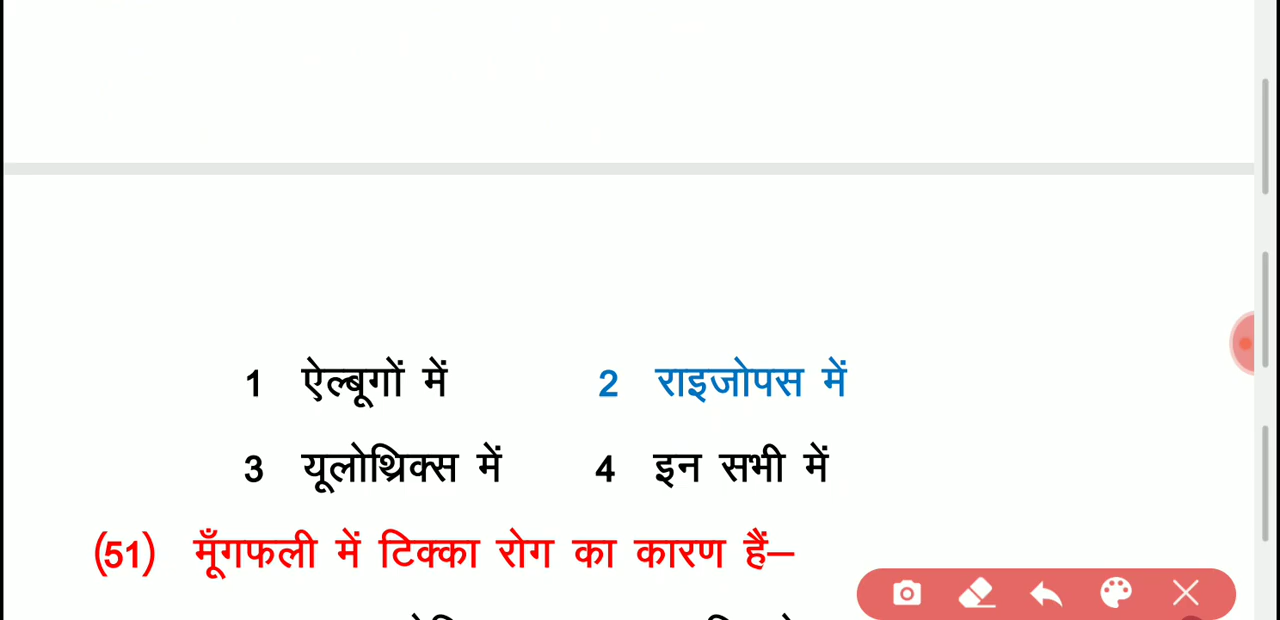 1 ऐल्बूगों में 2 राइजोपस में
3 यूलोथ्रिक्स में 4 इन सभी में
(51) मूँगफली में टिक्का रोग का कारण हैं–